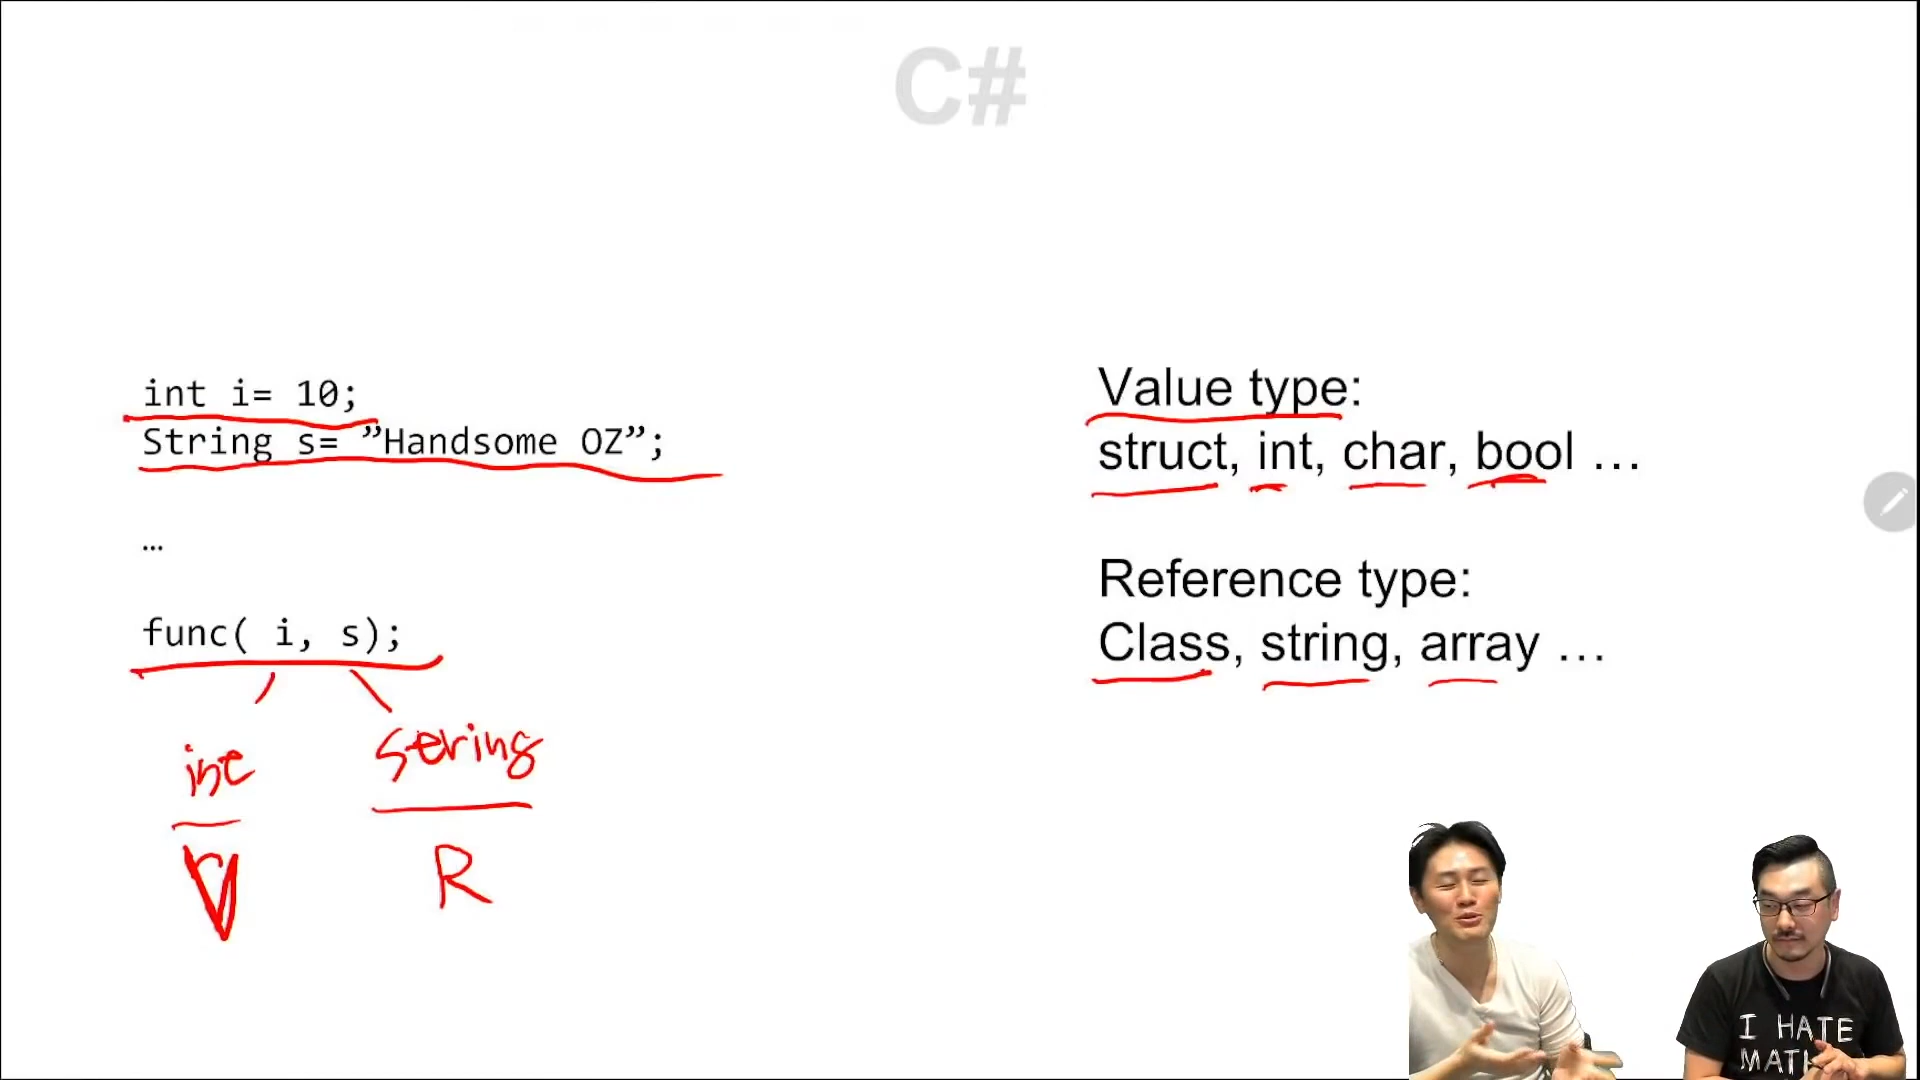 C#
int i= 10;
String s= ”Handsome OZ”;
…
func( i, s);
int string
V R
Value type:
struct, int, char, bool …
Reference type:
Class, string, array …
I HATE
MATH